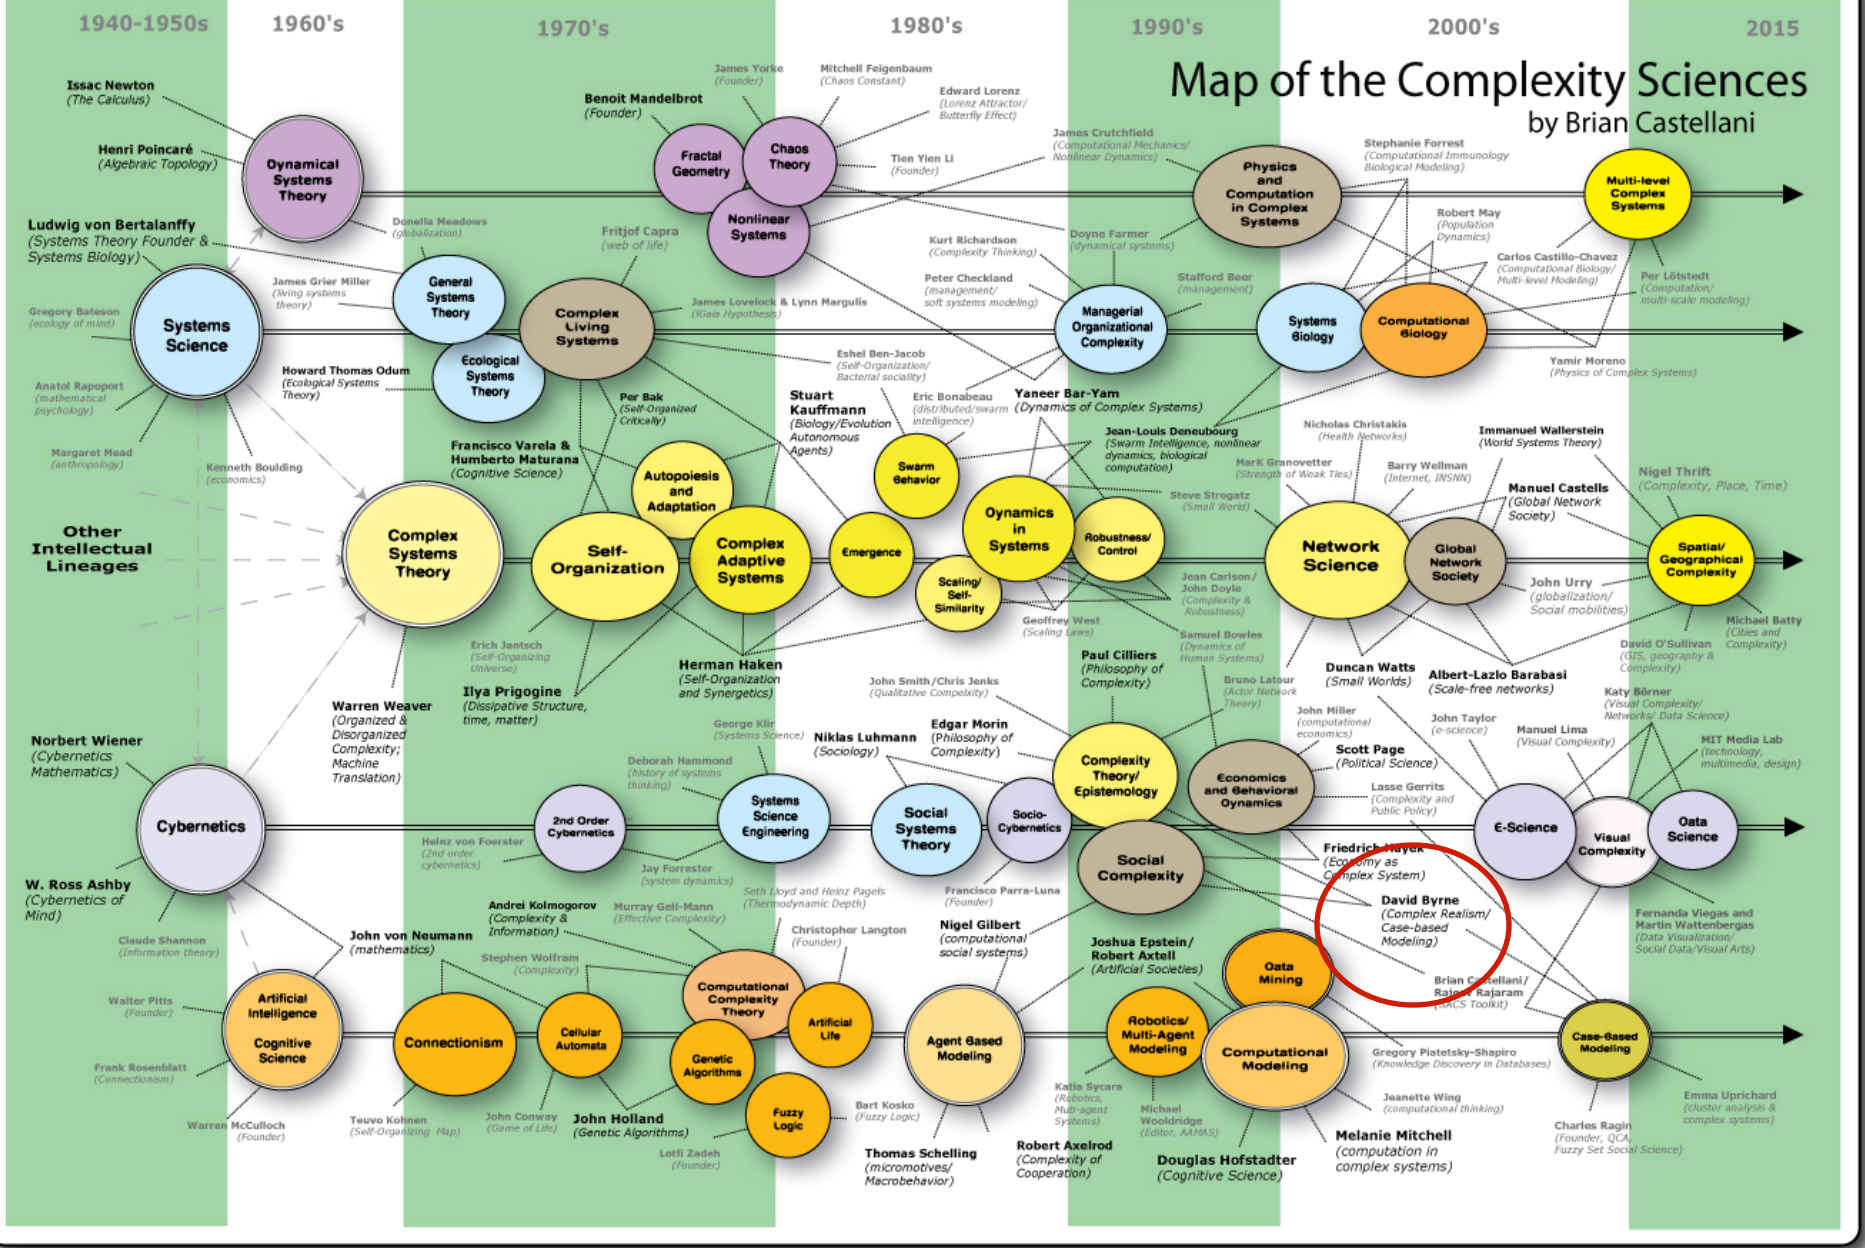 1940-1950s
1960's
1970's
1980's
1990's
2000's
2015
Map of the Complexity Sciences
by Brian Castellani
Issac Newton
(The Calculus)
Henri Poincaré
(Algebraic Topology)
Dynamical
Systems
Theory
Benoit Mandelbrot
(Founder)
James Yorke
(Founder)
Mitchell Feigenbaum
(Chaos Constant)
Edward Lorenz
(Lorenz Attractor/
Butterfly Effect)
Tien Yien Li
(Founder)
Fractal
Geometry
Chaos
Theory
Nonlinear
Systems
James Crutchfield
(Computational Mechanics/
Nonlinear Dynamics)
Physics
and
Computation
in Complex
Systems
Stephanie Forrest
(Computational Immunology
Biological Modeling)
Multi-level
Complex
Systems
Ludwig von Bertalanffy
(Systems Theory Founder &
Systems Biology)
Donella Meadows
(globalization)
Fritjof Capra
(web of life)
Kurt Richardson
(Complexity Thinking)
Doyne Farmer
(dynamical systems)
Robert May
(Population
Dynamics)
Carlos Castillo-Chavez
(Computational Biology/
Multi-level Modeling)
Per Lötstedt
(Computation/
multi-scale modeling)
James Grier Miller
(living systems
theory)
General
Systems
Theory
Complex
Living
Systems
James Lovelock & Lynn Margulis
(IGaia Hypothesis)
Peter Checkland
(management/
soft systems modeling)
Stafford Beer
(management)
Managerial
Organizational
Complexity
Systems
Biology
Computational
Biology
Gregory Bateson
(ecology of mind)
Systems
Science
Ecological
Systems
Theory
Howard Thomas Odum
(Ecological Systems
Theory)
Eshel Ben-Jacob
(Self-Organization/
Bacterial sociality)
Yamir Moreno
(Physics of Complex Systems)
Anatol Rapoport
(mathematical
psychology)
Margaret Mead
(anthropology)
Kenneth Boulding
(economics)
Per Bak
(Self-Organized
Critically)
Stuart
Kauffmann
(Biology/Evolution
Autonomous
Agents)
Eric Bonabeau
(distributed/swarm
intelligence)
Yaneer Bar-Yam
(Dynamics of Complex Systems)
Jean-Louis Deneubourg
(Swarm Intelligence, nonlinear
dynamics, biological
computation)
Nicholas Christakis
(Health Networks)
Immanuel Wallerstein
(World Systems Theory)
Francisco Varela &
Humberto Maturana
(Cognitive Science)
Autopoiesis
and
Adaptation
Swarm
Behavior
Steve Strogatz
(Small World)
MarK Granovetter
(Strength of Weak Ties)
Barry Wellman
(Internet, INSNN)
Manuel Castells
(Global Network
Society)
Nigel Thrift
(Complexity, Place, Time)
Other
Intellectual
Lineages
Complex
Systems
Theory
Self-
Organization
Complex
Adaptive
Systems
Emergence
Scaling/
Self-
Similarity
Dynamics
in
Systems
Robustness/
Control
Network
Science
Global
Network
Society
Spatial/
Geographical
Complexity
Jean Carlson/
John Doyle
(Complexity &
Robustness)
Geoffrey West
(Scaling Laws)
Samuel Bowles
(Dynamics of
Human Systems)
John Urry
(globalization/
Social mobilities)
Michael Batty
(Cities and
Complexity)
David O'Sullivan
(GIS, geography &
Complexity)
Erich Jantsch
(Self-Organizing
Universe)
Ilya Prigogine
(Dissipative Structure,
time, matter)
Herman Haken
(Self-Organization
and Synergetics)
Warren Weaver
(Organized &
Disorganized
Complexity;
Machine
Translation)
Paul Cilliers
(Philosophy of
Complexity)
Bruno Latour
(Actor Network
Theory)
Duncan Watts
(Small Worlds)
Albert-Lazlo Barabasi
(Scale-free networks)
Katy Börner
(Visual Complexity/
Networks/ Data Science)
John Smith/Chris Jenks
(Qualitative Compelxity)
John Miller
(computational
economics)
John Taylor
(e-science)
Manuel Lima
(Visual Complexity)
MIT Media Lab
(technology,
multimedia, design)
Norbert Wiener
(Cybernetics
Mathematics)
George Klir
(Systems Science)
Niklas Luhmann
(Sociology)
Edgar Morin
(Philosophy of
Complexity)
Scott Page
(Political Science)
Deborah Hammond
(history of systems
thinking)
Complexity
Theory/
Epistemology
Economics
and Behavioral
Dynamics
Lasse Gerrits
(Complexity and
Public Policy)
Cybernetics
2nd Order
Cybernetics
Systems
Science
Engineering
Social
Systems
Theory
Socio-
Cybernetics
E-Science
Visual
Complexity
Data
Science
Heinz von Foerster
(2nd order
cybernetics)
Jay Forrester
(system dynamics)
Social
Complexity
Friedrich Hayek
(Economy as
Complex System)
W. Ross Ashby
(Cybernetics of
Mind)
Seth Lloyd and Heinz Pagels
(Thermodynamic Depth)
Francisco Parra-Luna
(Founder)
David Byrne
(Complex Realism/
Case-based
Modeling)
Fernanda Viegas and
Martin Wattenbergas
(Data Visualization/
Social Data/Visual Arts)
Andrei Kolmogorov
(Complexity &
Information)
Murray Gell-Mann
(Effective Complexity)
Christopher Langton
(Founder)
Nigel Gilbert
(computational
social systems)
Claude Shannon
(Information theory)
John von Neumann
(mathematics)
Stephen Wolfram
(Complexity)
Joshua Epstein/
Robert Axtell
(Artificial Societies)
Data
Mining
Brian Castellani/
Rajeev Rajaram
(SACS Toolkit)
Walter Pitts
(Founder)
Artificial
Intelligence
Cognitive
Science
Connectionism
Cellular
Automata
Computational
Complexity
Theory
Genetic
Algorithms
Artificial
Life
Agent Based
Modeling
Robotics/
Multi-Agent
Modeling
Computational
Modeling
Case-Based
Modeling
Gregory Piatetsky-Shapiro
(Knowledge Discovery in Databases)
Frank Rosenblatt
(Connectionism)
Warren McCulloch
(Founder)
Teuvo Kohnen
(Self-Organizing Map)
John Conway
(Game of Life)
John Holland
(Genetic Algorithms)
Fuzzy
Logic
Bart Kosko
(Fuzzy Logic)
Lotfi Zadeh
(Founder)
Katia Sycara
(Robotics,
Muti-agent
Systems)
Michael
Wooldridge
(Editor, AAMAS)
Jeanette Wing
(computational thinking)
Emma Uprichard
(cluster analysis &
complex systems)
Charles Ragin
(Founder, QCA,
Fuzzy Set Social Science)
Thomas Schelling
(micromotives/
Macrobehavior)
Robert Axelrod
(Complexity of
Cooperation)
Douglas Hofstadter
(Cognitive Science)
Melanie Mitchell
(computation in
complex systems)